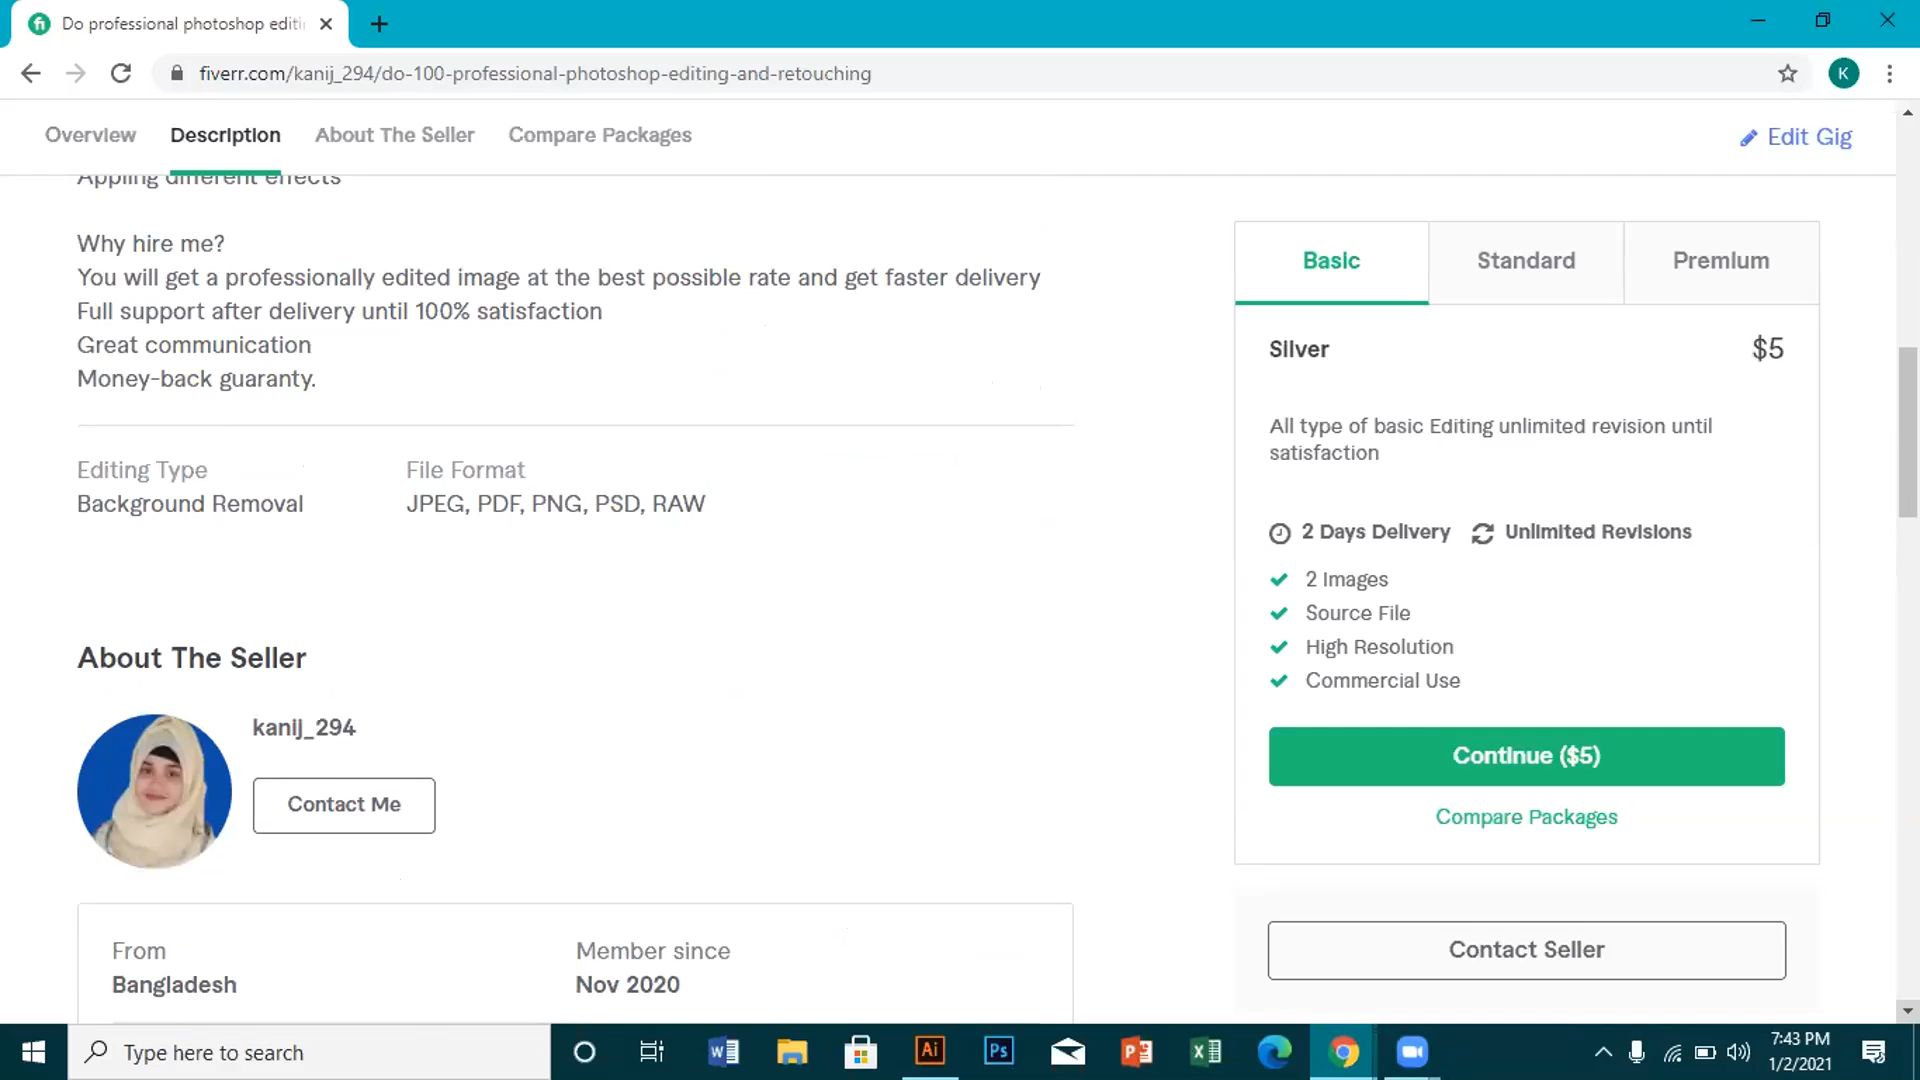 Do professional photoshop editi
fiverr.com/kanij_294/do-100-professional-photoshop-editing-and-retouching
K
Overview Description About The Seller Compare Packages
Edit Gig
Appling different effects
Why hire me?
You will get a professionally edited image at the best possible rate and get faster delivery
Full support after delivery until 100% satisfaction
Great communication
Money-back guaranty.
Editing Type File Format
Background Removal JPEG, PDF, PNG, PSD, RAW
About The Seller
kanij_294
Contact Me
From Member since
Bangladesh Nov 2020
Basic Standard Premium
Silver $5
All type of basic Editing unlimited revision until
satisfaction
2 Days Delivery Unlimited Revisions
2 Images
Source File
High Resolution
Commercial Use
Continue ($5)
Compare Packages
Contact Seller
Type here to search
Ai
Ps
7:43 PM
1/2/2021